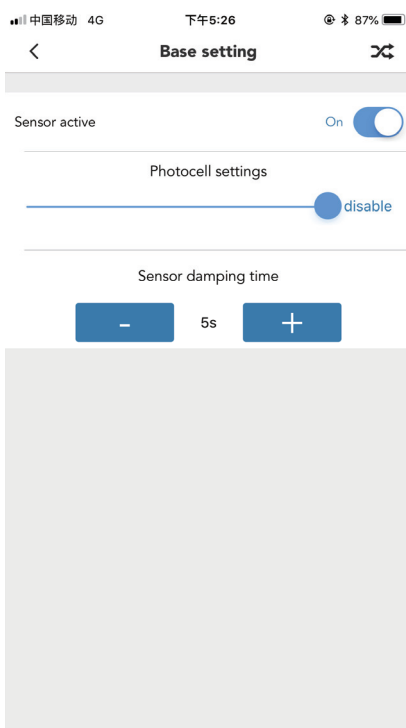 中国移动 4G 下午5:26 87%
Base setting
Sensor active On
Photocell settings
disable
Sensor damping time
- 5s +